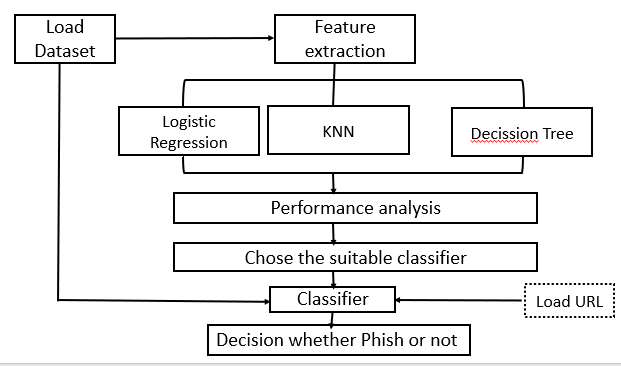 Load
Dataset
Feature
extraction
Logistic
Regression
KNN
Decission Tree
Performance analysis
Chose the suitable classifier
Classifier
Load URL
Decision whether Phish or not